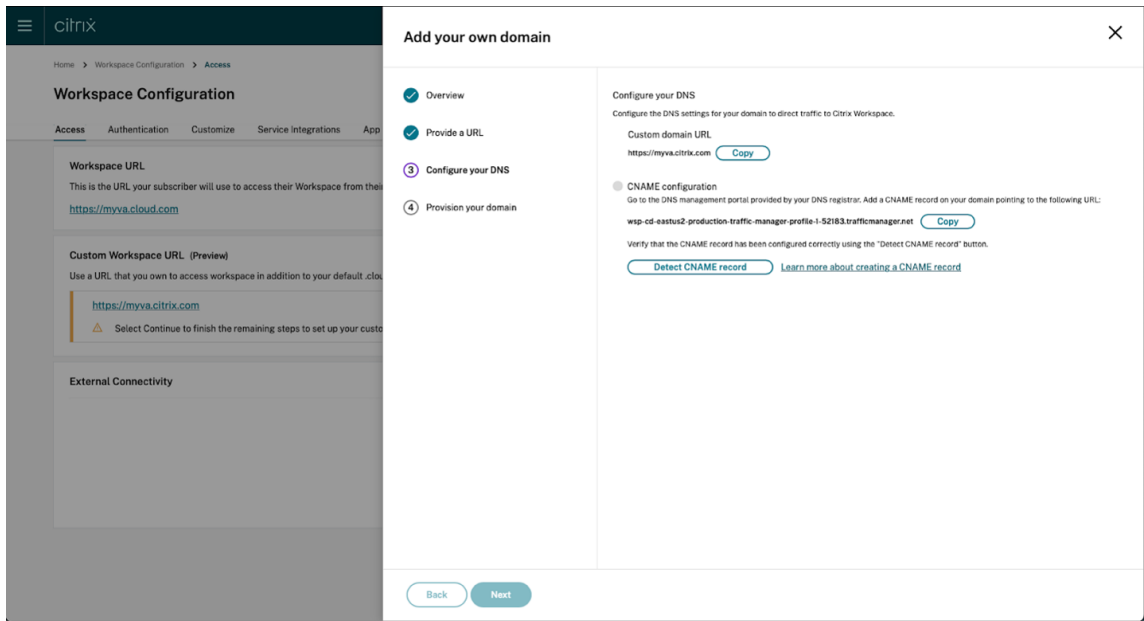 citrix
Home > Workspace Configuration > Access
Workspace Configuration
Access Authentication Customize Service Integrations App
Workspace URL
This is the URL your subscriber will use to access their Workspace from their
https://myva.cloud.com
Custom Workspace URL (Preview)
Use a URL that you own to access workspace in addition to your default .clou
https://myva.citrix.com
Select Continue to finish the remaining steps to set up your custo
External Connectivity
Add your own domain
Overview
Provide a URL
3 Configure your DNS
4 Provision your domain
Configure your DNS
Configure the DNS settings for your domain to direct traffic to Citrix Workspace.
Custom domain URL
https://myva.citrix.com Copy
CNAME configuration
Go to the DNS management portal provided by your DNS registrar. Add a CNAME record on your domain pointing to the following URL:
wsp-cd-eastus2-production-traffic-manager-profile-1-52183.trafficmanager.net Copy
Verify that the CNAME record has been configured correctly using the "Detect CNAME record" button.
Detect CNAME record Learn more about creating a CNAME record
Back Next